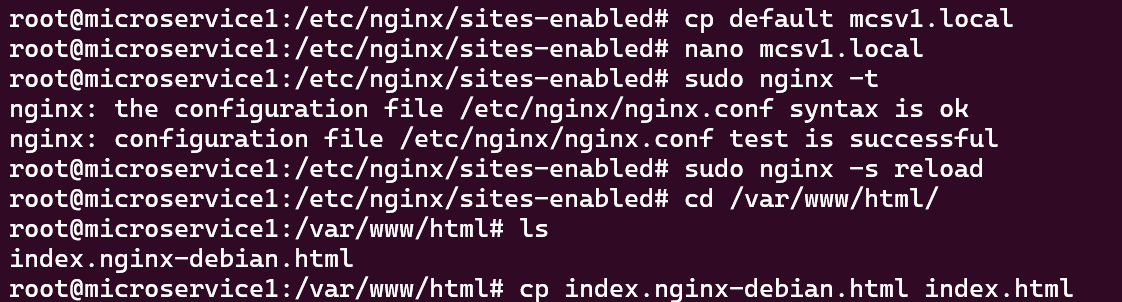 root@microservice1:/etc/nginx/sites-enabled# cp default mcsv1.local
root@microservice1:/etc/nginx/sites-enabled# nano mcsv1.local
root@microservice1:/etc/nginx/sites-enabled# sudo nginx -t
nginx: the configuration file /etc/nginx/nginx.conf syntax is ok
nginx: configuration file /etc/nginx/nginx.conf test is successful
root@microservice1:/etc/nginx/sites-enabled# sudo nginx -s reload
root@microservice1:/etc/nginx/sites-enabled# cd /var/www/html/
root@microservice1:/var/www/html# ls
index.nginx-debian.html
root@microservice1:/var/www/html# cp index.nginx-debian.html index.html